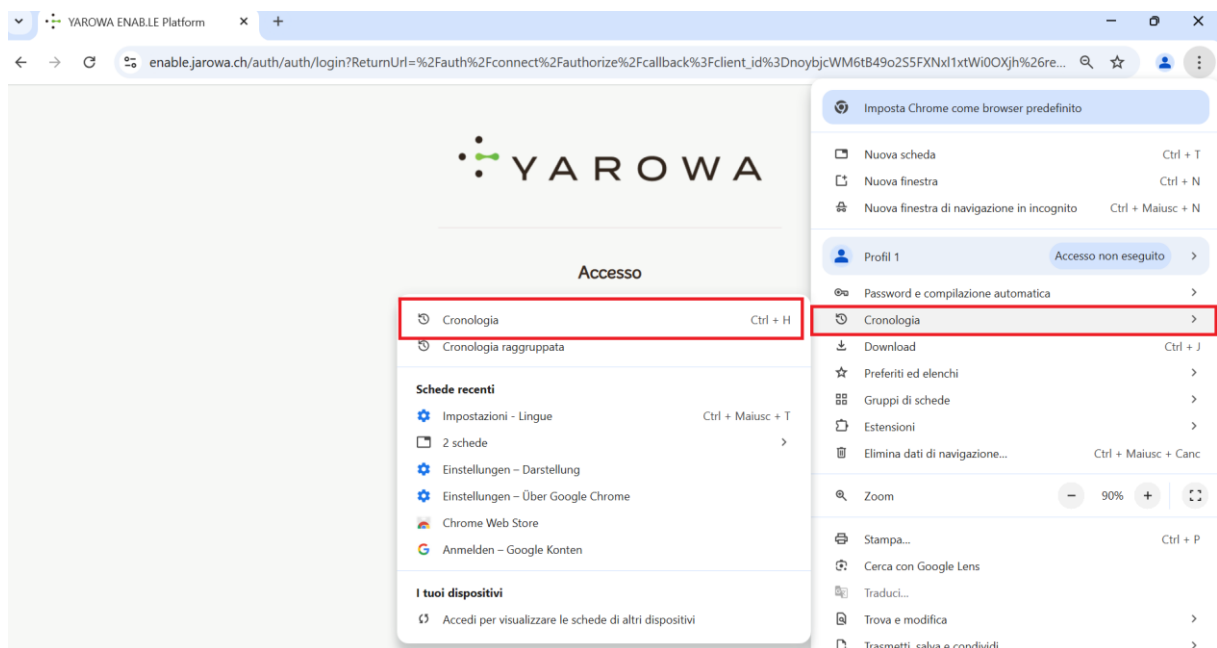 YAROWA ENAB.LE Platform
enable.jarowa.ch/auth/auth/login?ReturnUrl=%2Fauth%2Fconnect%2Fauthorize%2Fcallback%3Fclient_id%3DnoybjcWM6tB49o2S5FXNxl1xtWi0OXjh%26re...
YAROWA
Accesso
Cronologia Ctrl + H
Cronologia raggruppata
Schede recenti
Impostazioni - Lingue Ctrl + Maiusc + T
2 schede
Einstellungen – Darstellung
Einstellungen – Über Google Chrome
Chrome Web Store
Anmelden – Google Konten
I tuoi dispositivi
Accedi per visualizzare le schede di altri dispositivi
Imposta Chrome come browser predefinito
Nuova scheda Ctrl + T
Nuova finestra Ctrl + N
Nuova finestra di navigazione in incognito Ctrl + Maiusc + N
Profil 1 Accesso non eseguito
Password e compilazione automatica
Cronologia
Download Ctrl + J
Preferiti ed elenchi
Gruppi di schede
Estensioni
Elimina dati di navigazione... Ctrl + Maiusc + Canc
Zoom 90%
Stampa... Ctrl + P
Cerca con Google Lens
Traduci...
Trova e modifica
Trasmetti, salva e condividi